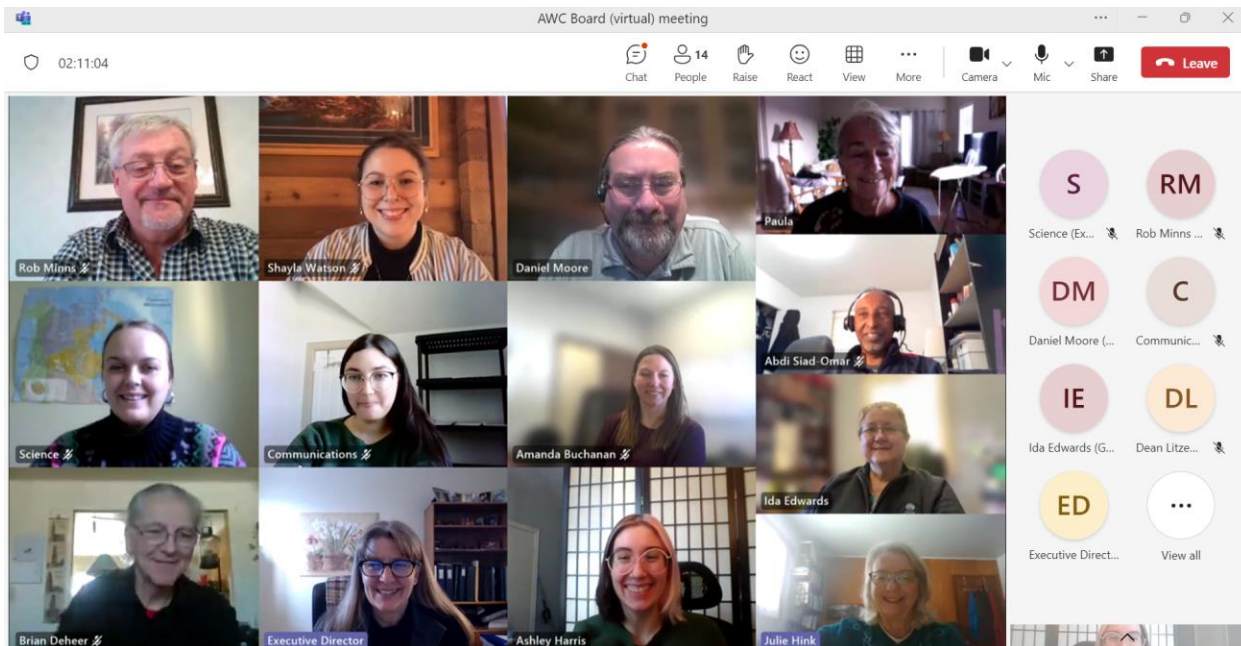 AWC Board (virtual) meeting
02:11:04
Chat
14
People
Raise
React
View
More
Camera
Mic
Share
Leave
Rob Minns
Shayla Watson
Daniel Moore
Paula
Abdi Siad-Omar
Science
Communications
Amanda Buchanan
Ida Edwards
Brian Deheer
Executive Director
Ashley Harris
Julie Hink
S
Science (Ex...
RM
Rob Minns ...
DM
Daniel Moore (...
C
Communic...
IE
Ida Edwards (G...
DL
Dean Litze...
ED
Executive Direct...
View all